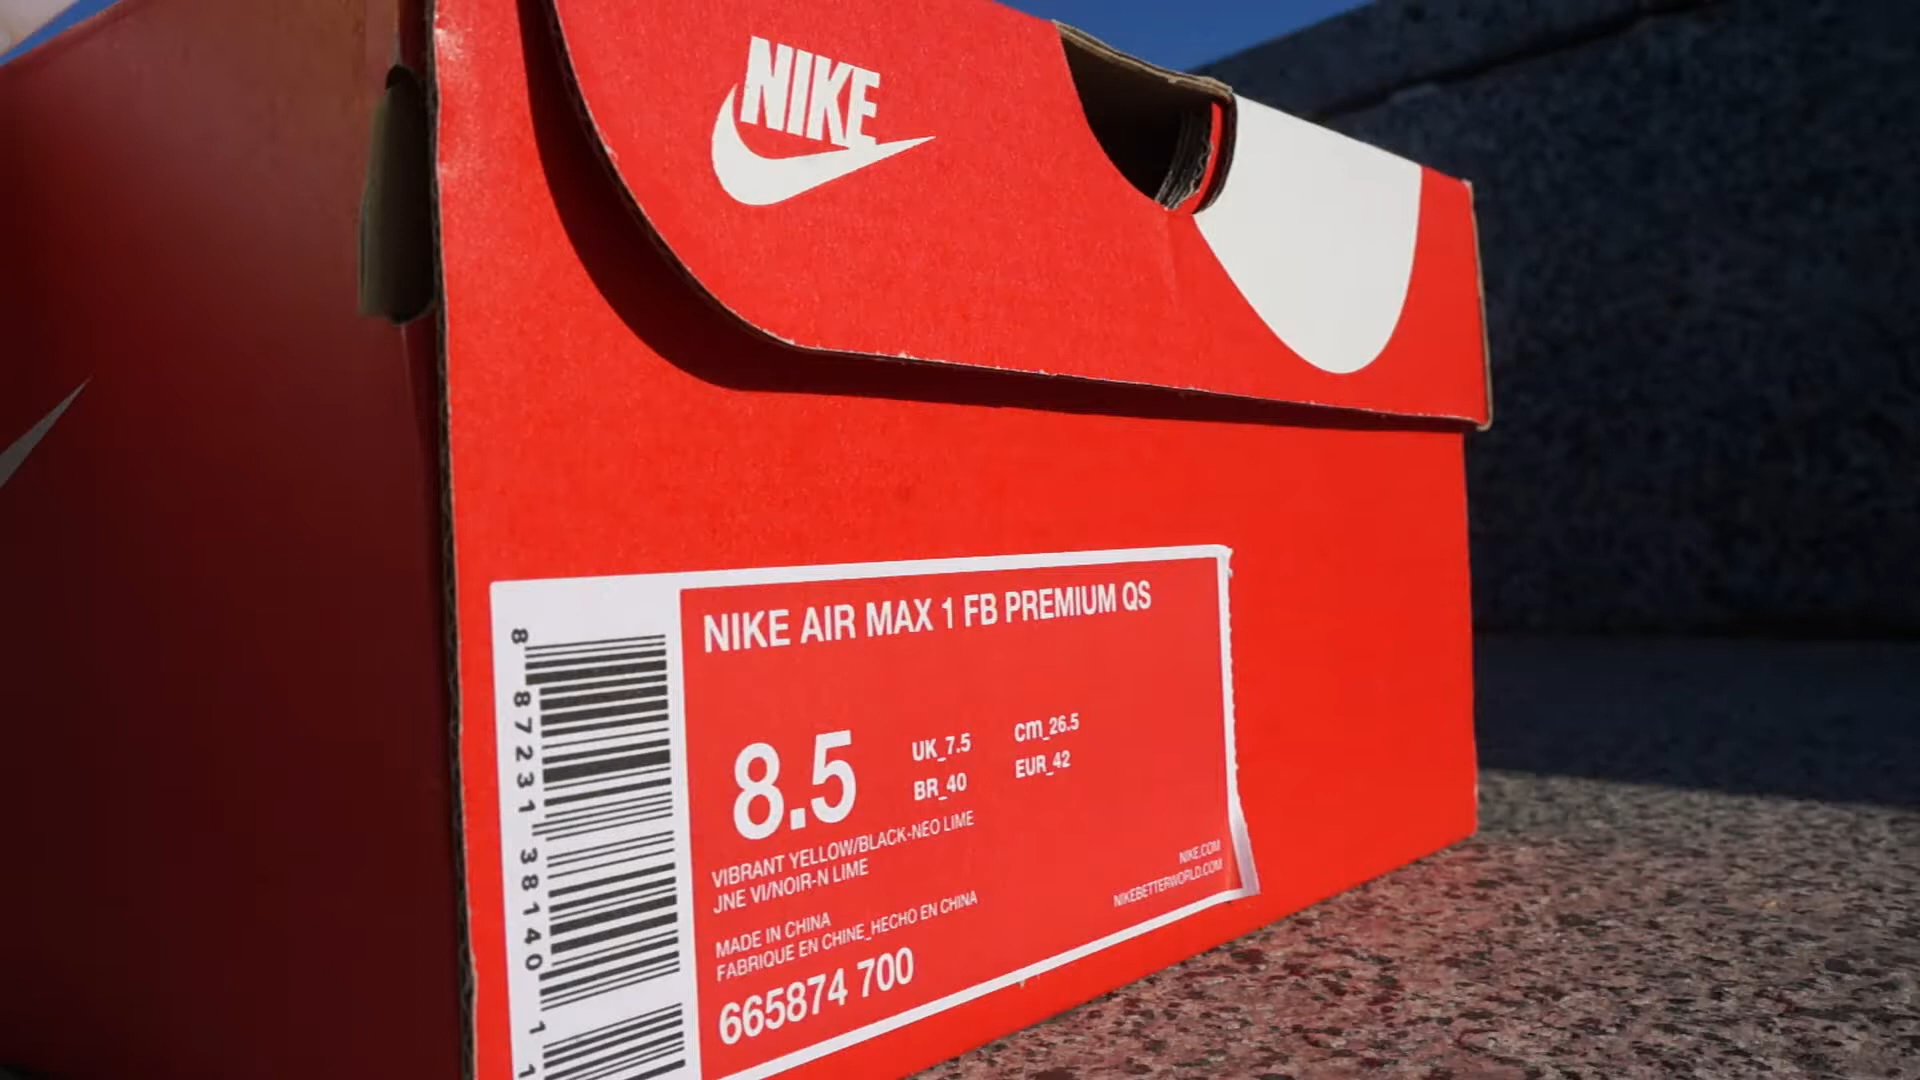 NIKE
NIKE AIR MAX 1 FB PREMIUM QS
8.5
UK_7.5
cm_26.5
BR_40
EUR_42
VIBRANT YELLOW/BLACK-NEO LIME
JNE VI/NOIR-N LIME
MADE IN CHINA
FABRIQUE EN CHINE_HECHO EN CHINA
665874 700
NIKE.COM
NIKEBETTERWORLD.COM
8 87231 38140 1 1